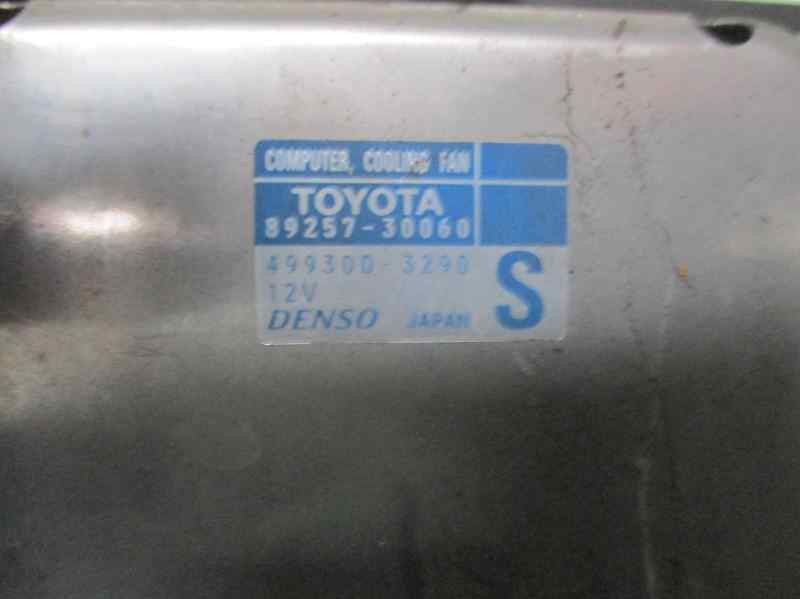 COMPUTER, COOLING FAN
TOYOTA
89257-30060
499300-3290
12V
DENSO JAPAN
S